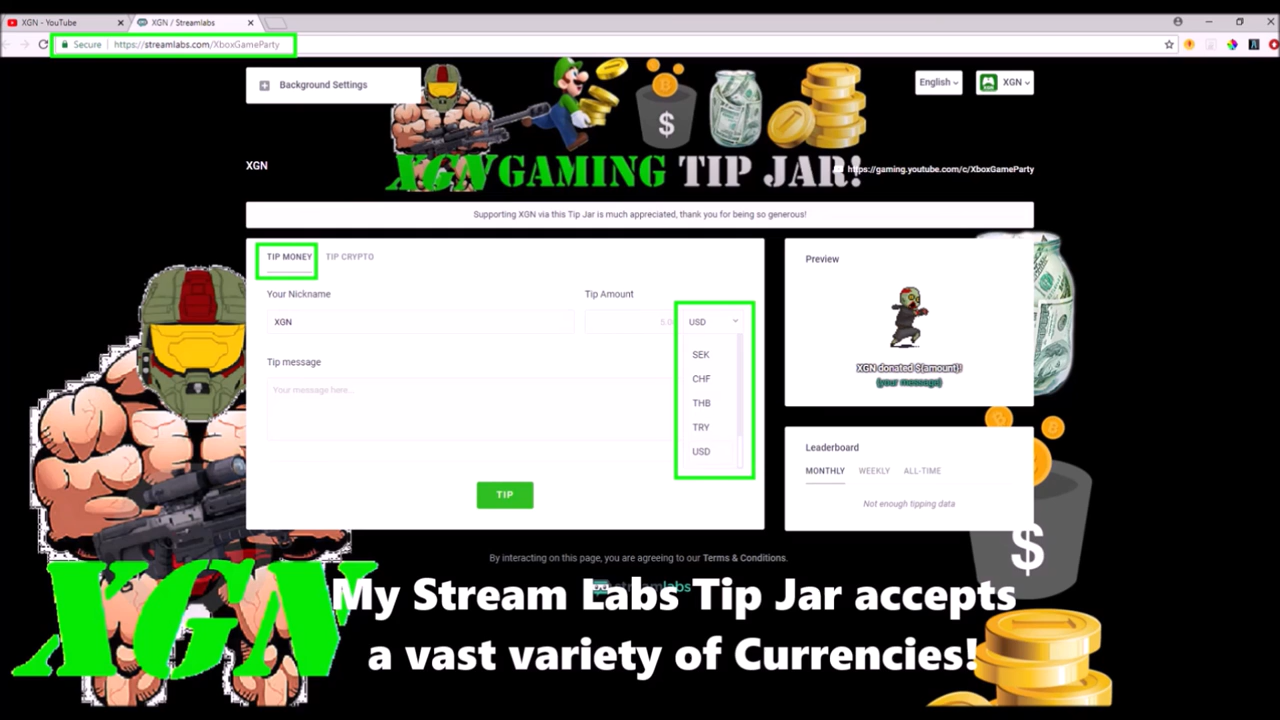 XGN - YouTube
XGN / Streamlabs
Secure
https://streamlabs.com/XboxGameParty
Background Settings
English
XGN
$
XGN
XGN GAMING TIP JAR!
https://gaming.youtube.com/c/XboxGameParty
Supporting XGN via this Tip Jar is much appreciated, thank you for being so generous!
TIP MONEY
TIP CRYPTO
Your Nickname
Tip Amount
XGN
USD
SEK
CHF
THB
TRY
USD
Tip message
Your message here...
TIP
Preview
XGN donated ${amount}!
{your message}
Leaderboard
MONTHLY
WEEKLY
ALL-TIME
Not enough tipping data
$
By interacting on this page, you are agreeing to our Terms & Conditions.
XGN
My Stream Labs Tip Jar accepts
a vast variety of Currencies!